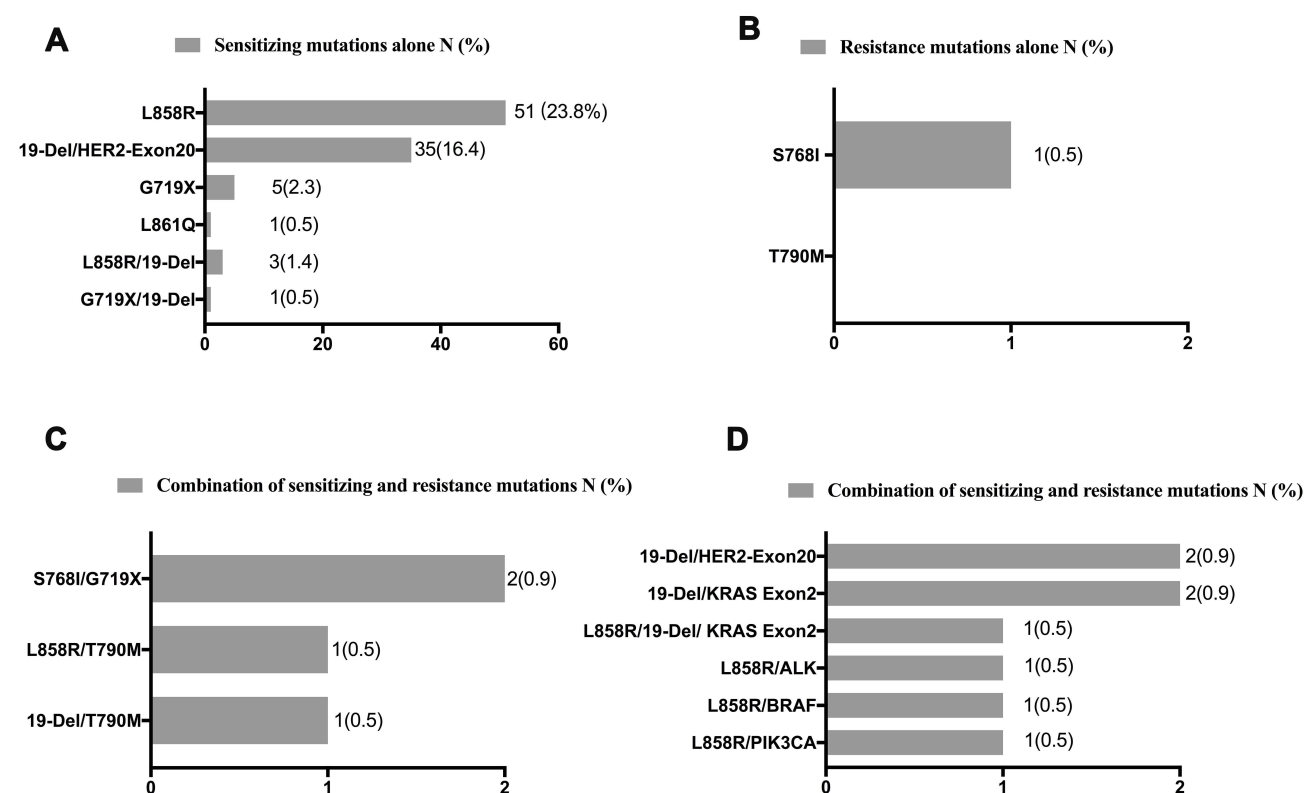 A
Sensitizing mutations alone N (%)
L858R
51 (23.8%)
19-Del/HER2-Exon20
35(16.4)
G719X
5(2.3)
L861Q
1(0.5)
L858R/19-Del
3(1.4)
G719X/19-Del
1(0.5)
0 20 40 60
B
Resistance mutations alone N (%)
S768I
1(0.5)
T790M
0 1 2
C
Combination of sensitizing and resistance mutations N (%)
S768I/G719X
2(0.9)
L858R/T790M
1(0.5)
19-Del/T790M
1(0.5)
0 1 2
D
Combination of sensitizing and resistance mutations N (%)
19-Del/HER2-Exon20
2(0.9)
19-Del/KRAS Exon2
2(0.9)
L858R/19-Del/ KRAS Exon2
1(0.5)
L858R/ALK
1(0.5)
L858R/BRAF
1(0.5)
L858R/PIK3CA
1(0.5)
0 1 2